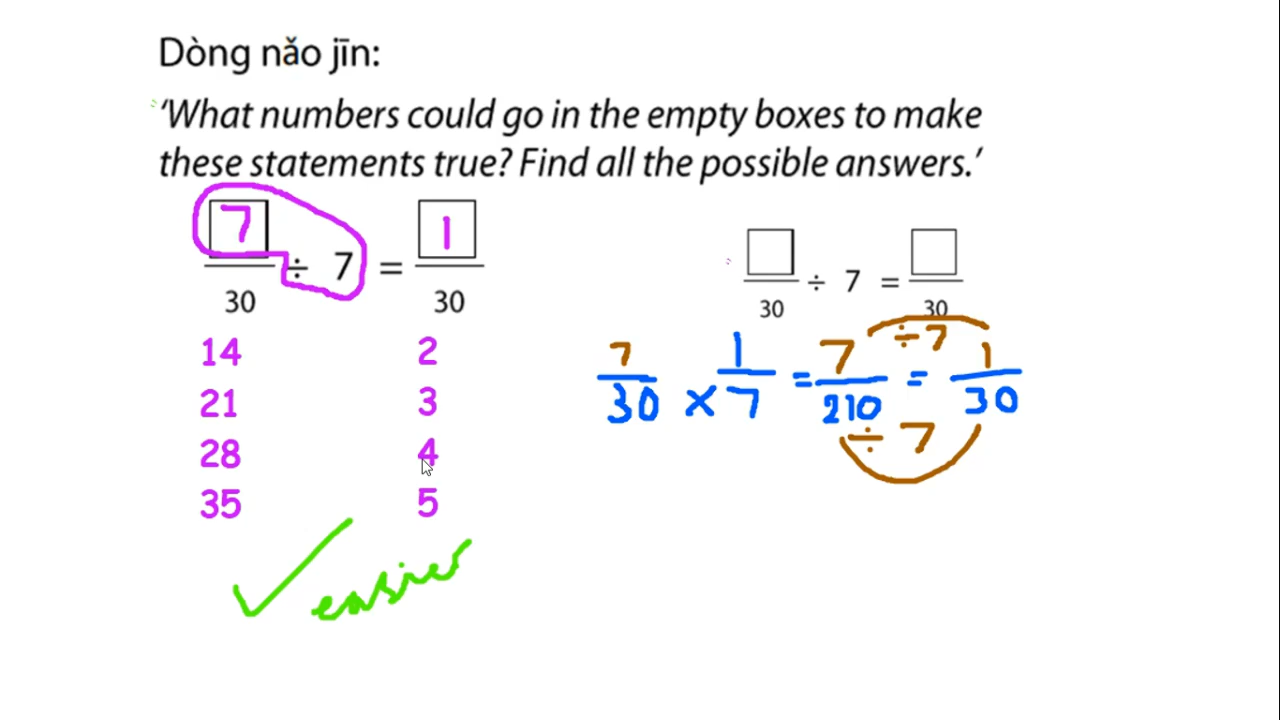 Dòng nǎo jīn:
‘What numbers could go in the empty boxes to make
these statements true? Find all the possible answers.’
7/30 ÷ 7 = 1/30
14 2
21 3
28 4
35 5
easier
□/30 ÷ 7 = □/30
7/30 × 1/7 = 7/210 = 1/30
÷7
÷ 7